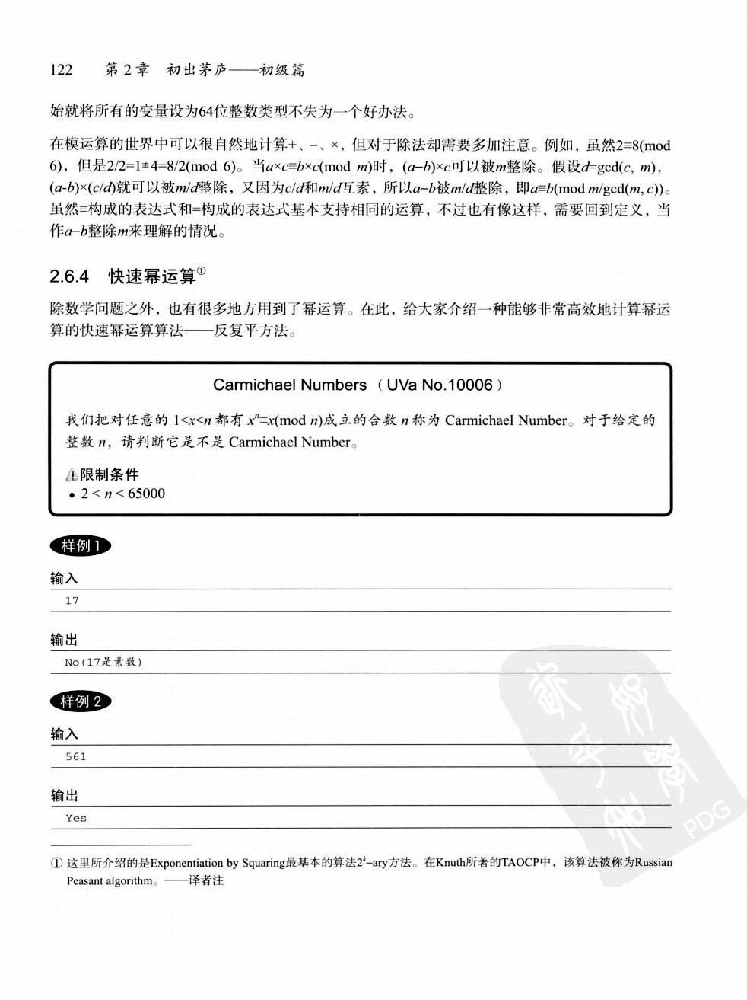 122 第 2 章 初出茅庐——初级篇
始就将所有的变量设为64位整数类型不失为一个好办法。
在模运算的世界中可以很自然地计算+、−、×，但对于除法却需要多加注意。例如，虽然2≡8(mod
6)，但是2/2=1≢4=8/2(mod 6)。当a×c≡b×c(mod m)时，(a−b)×c可以被m整除。假设d=gcd(c, m)，
(a-b)×(c/d)就可以被m/d整除，又因为c/d和m/d互素，所以a−b被m/d整除，即a≡b(mod m/gcd(m, c))。
虽然≡构成的表达式和=构成的表达式基本支持相同的运算，不过也有像这样，需要回到定义，当
作a−b整除m来理解的情况。
2.6.4 快速幂运算①
除数学问题之外，也有很多地方用到了幂运算。在此，给大家介绍一种能够非常高效地计算幂运
算的快速幂运算算法——反复平方法。
Carmichael Numbers （UVa No.10006）
我们把对任意的 1<x<n 都有 xⁿ≡x(mod n)成立的合数 n 称为 Carmichael Number。对于给定的
整数 n，请判断它是不是 Carmichael Number。
限制条件
• 2 < n < 65000
样例 1
输入
17
输出
No(17是素数)
样例 2
输入
561
输出
Yes
① 这里所介绍的是Exponentiation by Squaring最基本的算法2ᵏ−ary方法。在Knuth所著的TAOCP中，该算法被称为Russian
Peasant algorithm。——译者注
PDG